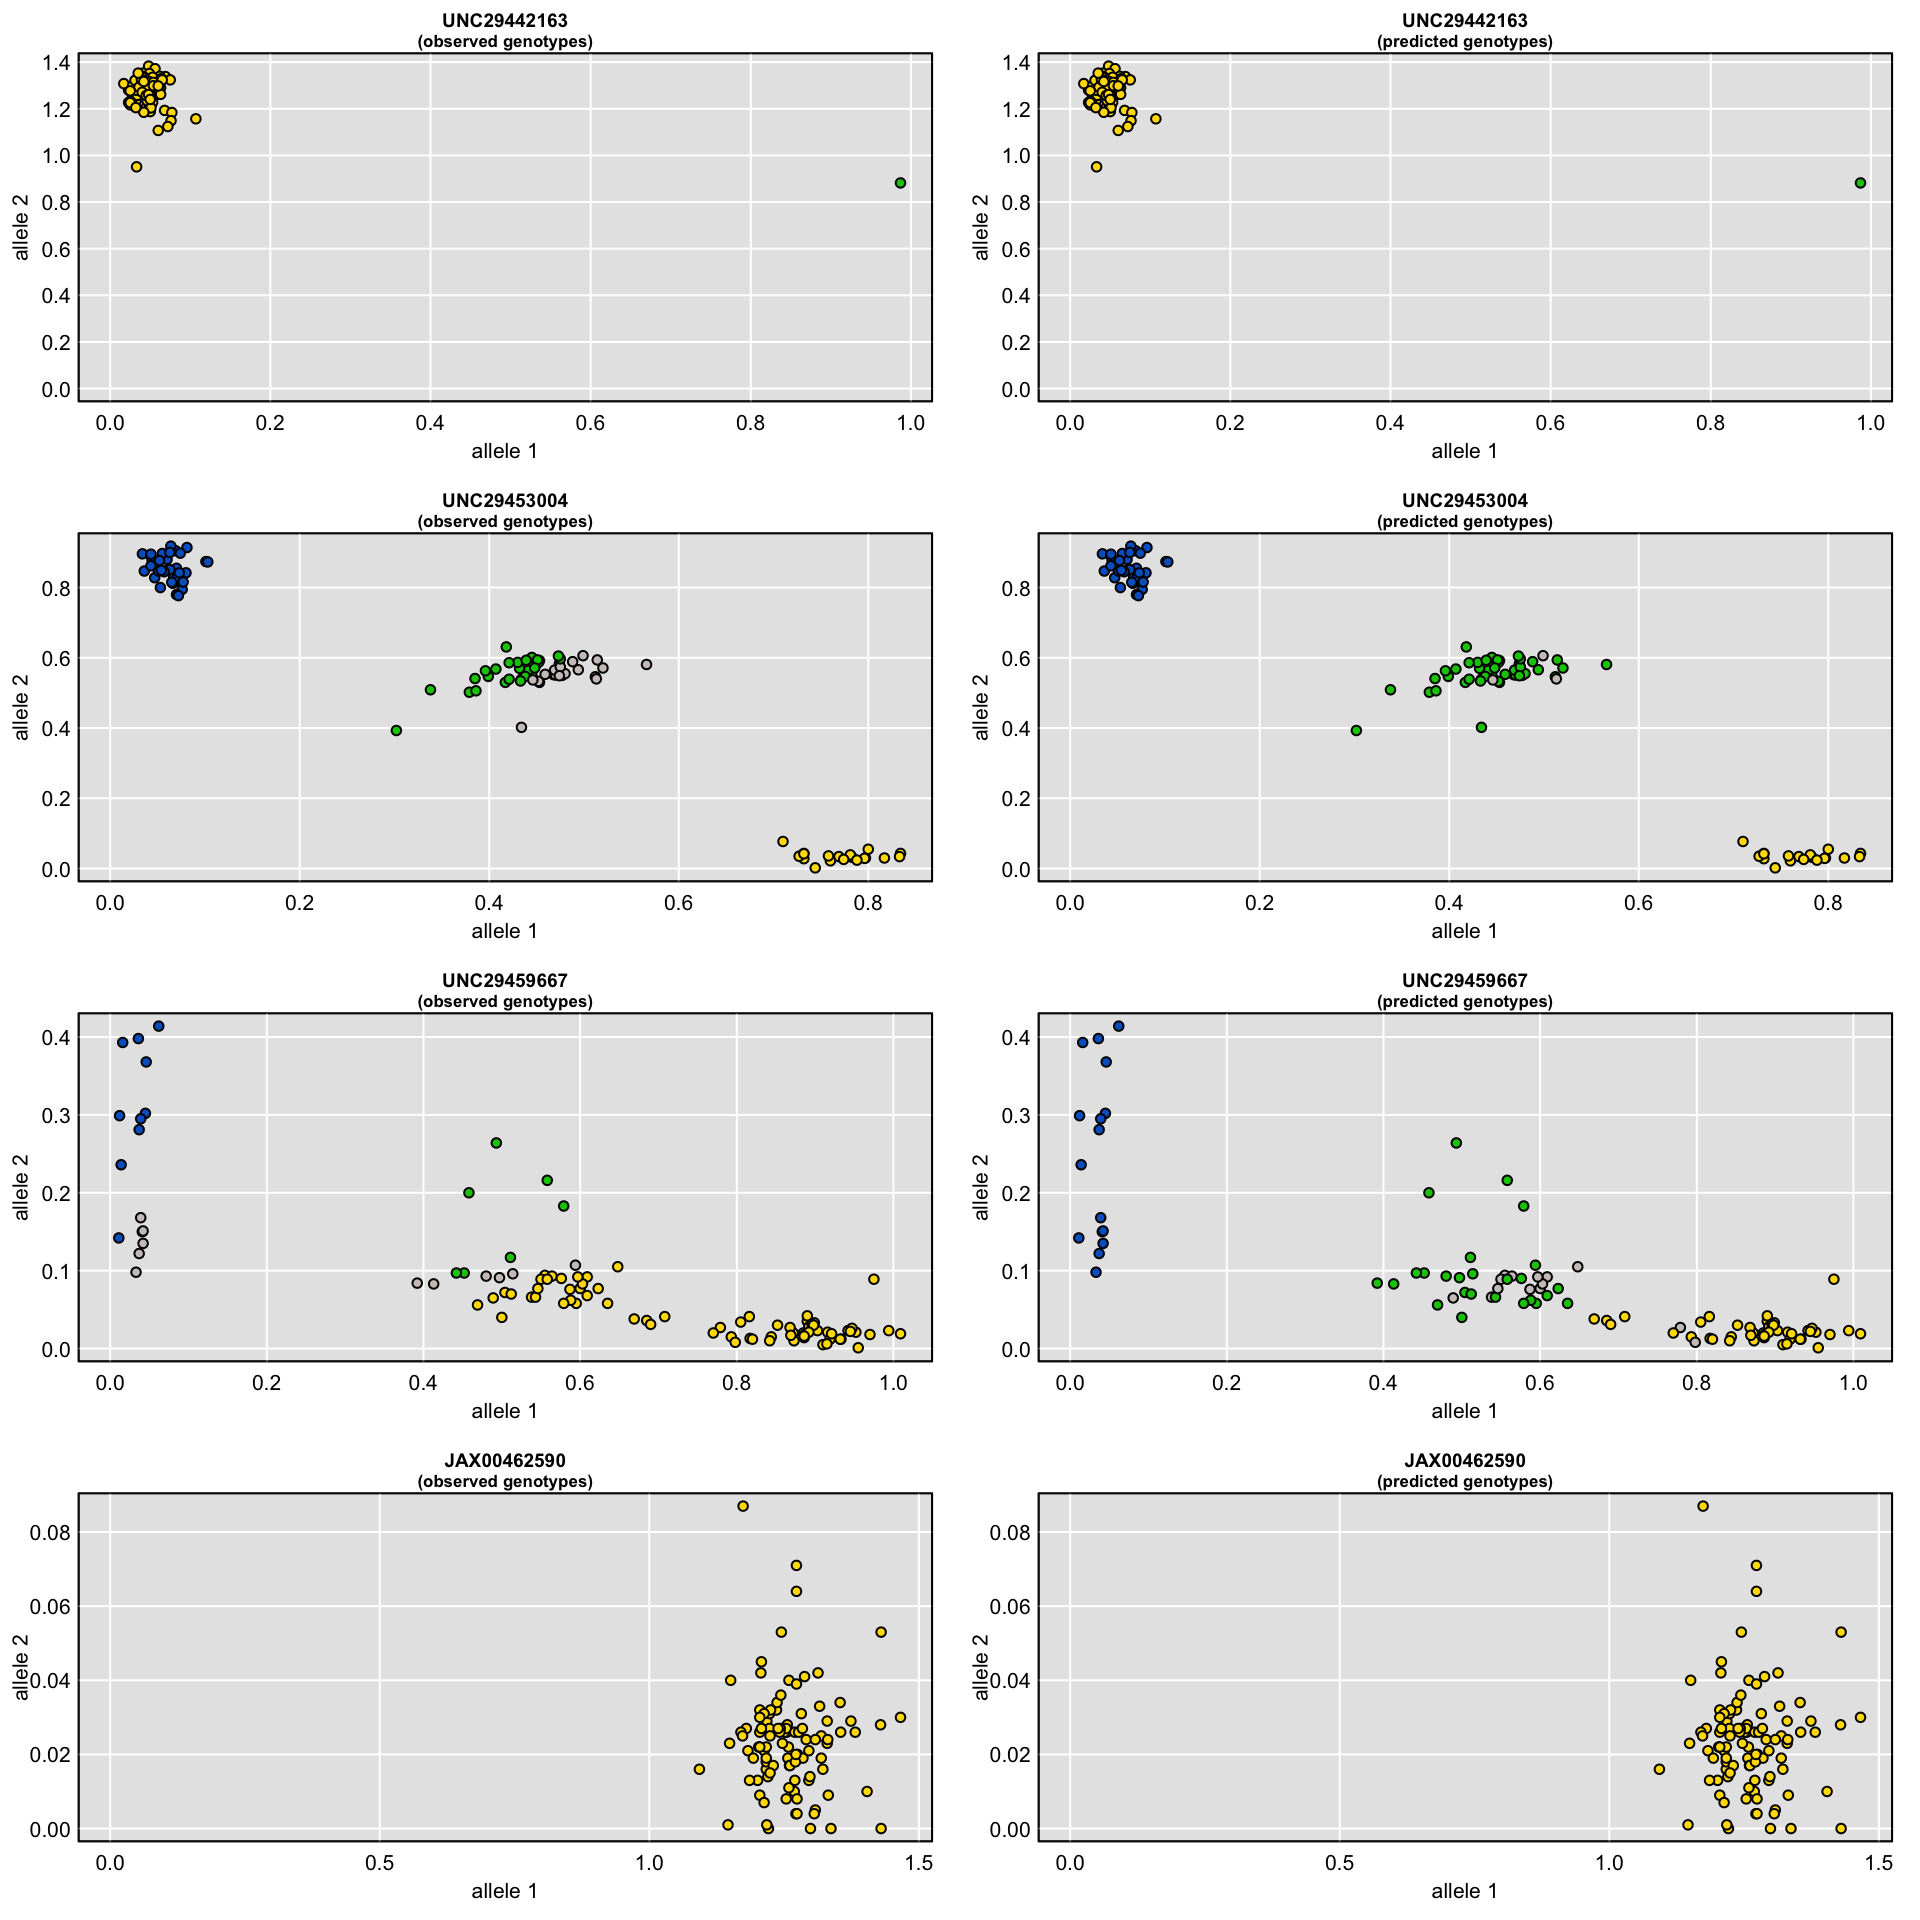 UNC29442163
(observed genotypes)
1.4
1.2
1.0
0.8
0.6
0.4
0.2
0.0
allele 2
0.0 0.2 0.4 0.6 0.8 1.0
allele 1
UNC29442163
(predicted genotypes)
1.4
1.2
1.0
0.8
0.6
0.4
0.2
0.0
allele 2
0.0 0.2 0.4 0.6 0.8 1.0
allele 1
UNC29453004
(observed genotypes)
0.8
0.6
0.4
0.2
0.0
allele 2
0.0 0.2 0.4 0.6 0.8
allele 1
UNC29453004
(predicted genotypes)
0.8
0.6
0.4
0.2
0.0
allele 2
0.0 0.2 0.4 0.6 0.8
allele 1
UNC29459667
(observed genotypes)
0.4
0.3
0.2
0.1
0.0
allele 2
0.0 0.2 0.4 0.6 0.8 1.0
allele 1
UNC29459667
(predicted genotypes)
0.4
0.3
0.2
0.1
0.0
allele 2
0.0 0.2 0.4 0.6 0.8 1.0
allele 1
JAX00462590
(observed genotypes)
0.08
0.06
0.04
0.02
0.00
allele 2
0.0 0.5 1.0 1.5
allele 1
JAX00462590
(predicted genotypes)
0.08
0.06
0.04
0.02
0.00
allele 2
0.0 0.5 1.0 1.5
allele 1